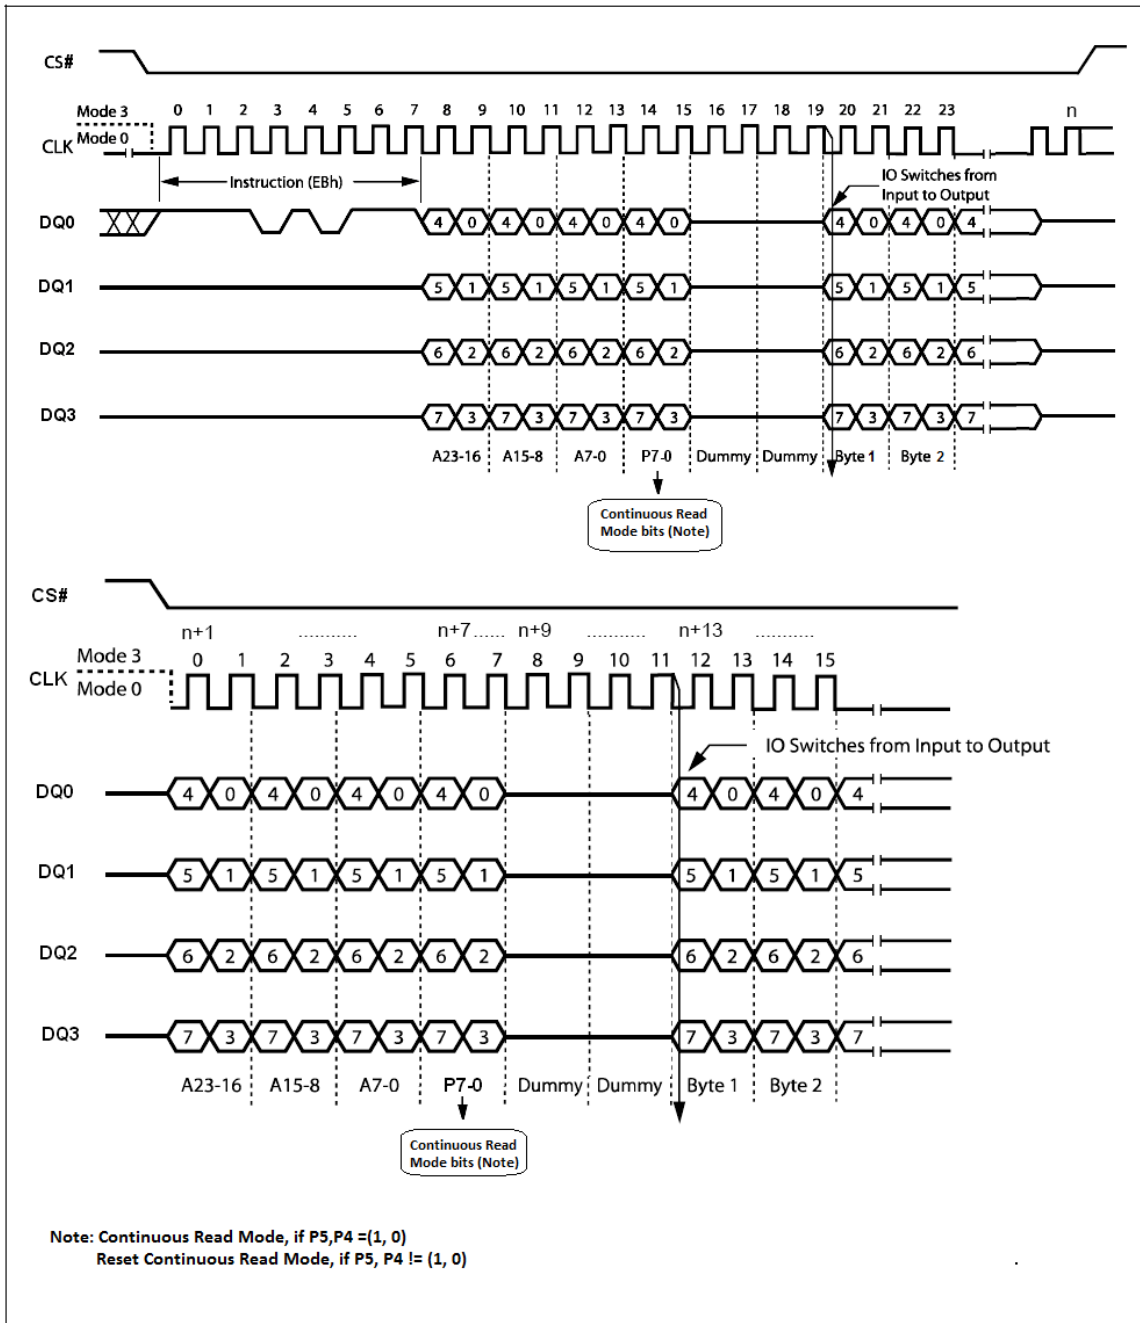 CS#
Mode 3
0 1 2 3 4 5 6 7 8 9 10 11 12 13 14 15 16 17 18 19 20 21 22 23 n
Mode 0
CLK
Instruction (EBh)
IO Switches from
Input to Output
DQ0 4 0 4 0 4 0 4 0 4 0 4 0 4
DQ1 5 1 5 1 5 1 5 1 5 1 5 1 5
DQ2 6 2 6 2 6 2 6 2 6 2 6 2 6
DQ3 7 3 7 3 7 3 7 3 7 3 7 3 7
A23-16 A15-8 A7-0 P7-0 Dummy Dummy Byte 1 Byte 2
Continuous Read
Mode bits (Note)
CS#
n+1 ........... n+7 ...... n+9 ........... n+13 ...........
Mode 3
0 1 2 3 4 5 6 7 8 9 10 11 12 13 14 15
CLK
Mode 0
IO Switches from Input to Output
DQ0 4 0 4 0 4 0 4 0 4 0 4 0 4
DQ1 5 1 5 1 5 1 5 1 5 1 5 1 5
DQ2 6 2 6 2 6 2 6 2 6 2 6 2 6
DQ3 7 3 7 3 7 3 7 3 7 3 7 3 7
A23-16 A15-8 A7-0 P7-0 Dummy Dummy Byte 1 Byte 2
Continuous Read
Mode bits (Note)
Note: Continuous Read Mode, if P5,P4 =(1, 0)
Reset Continuous Read Mode, if P5, P4 != (1, 0)
.